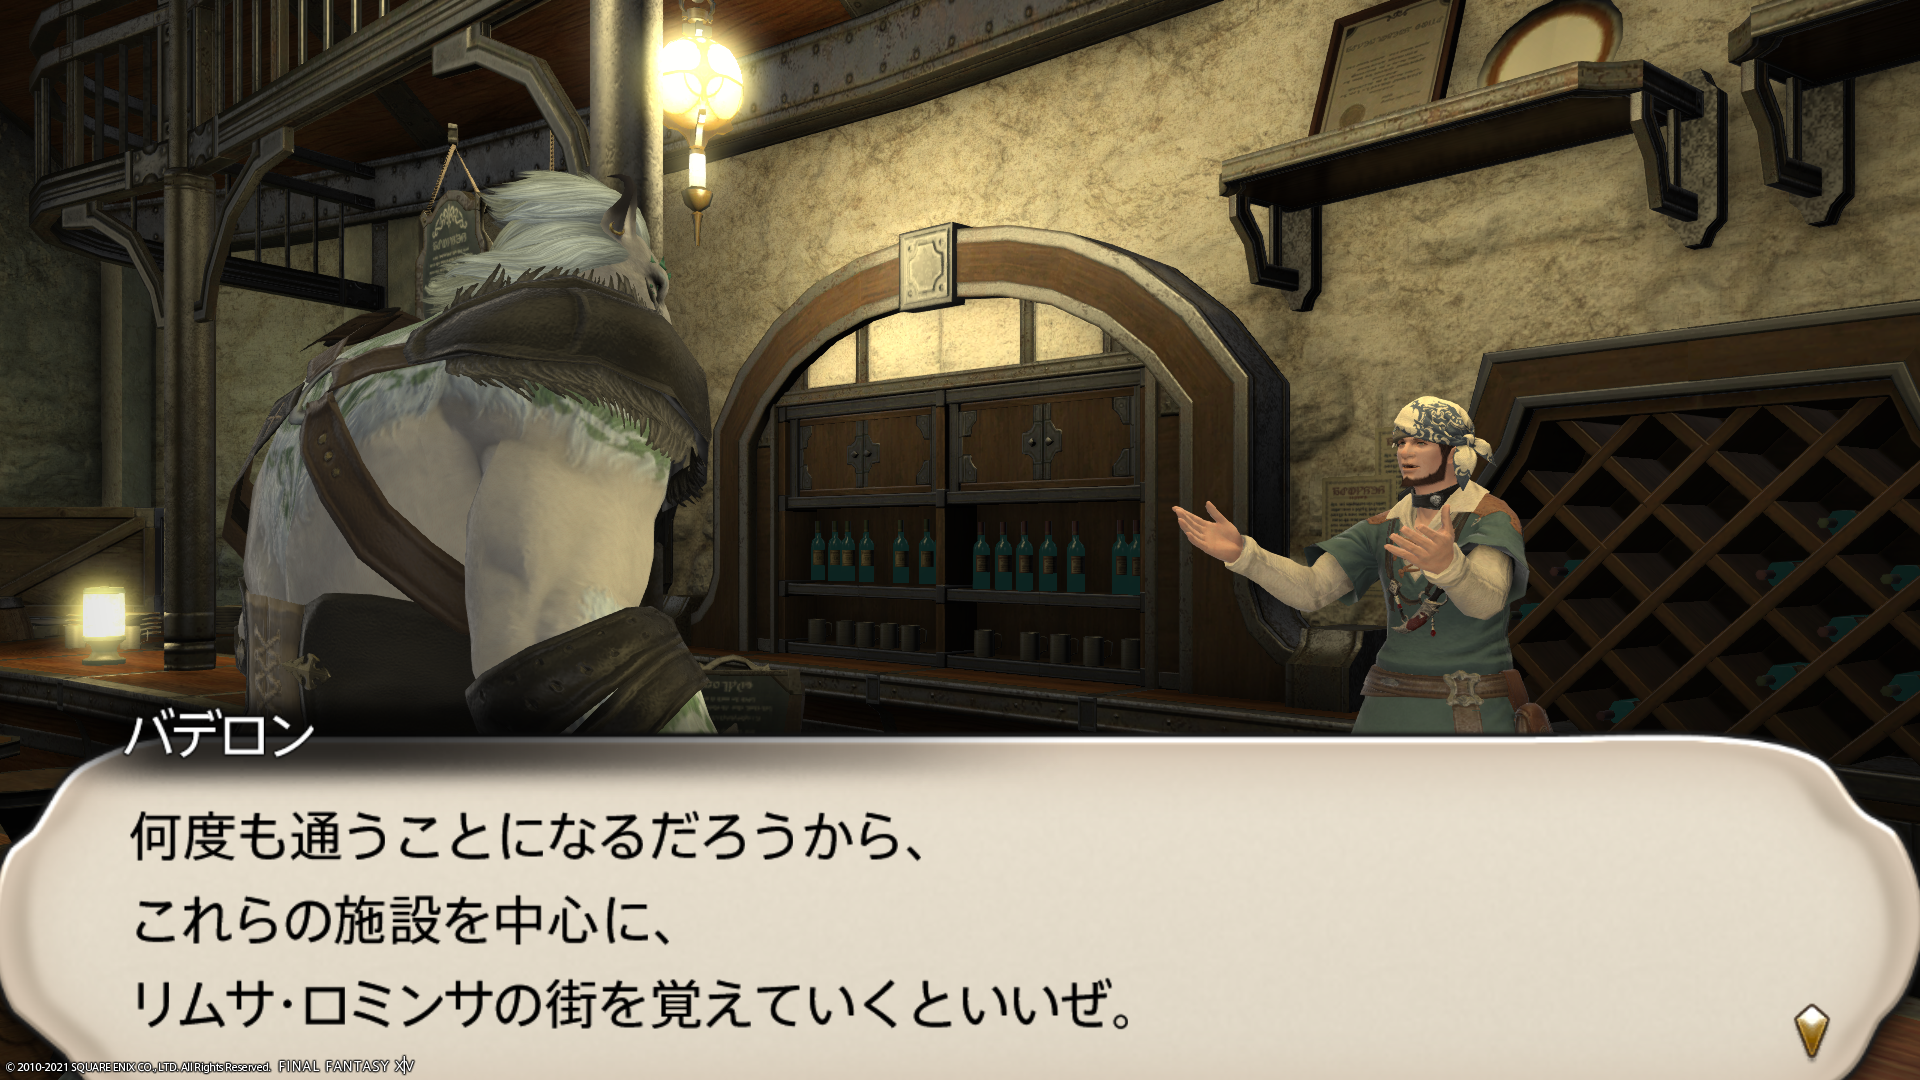 バデロン
何度も通うことになるだろうから、
これらの施設を中心に、
リムサ・ロミンサの街を覚えていくといいぜ。
© 2010-2021 SQUARE ENIX CO., LTD. All Rights Reserved. FINAL FANTASY XIV